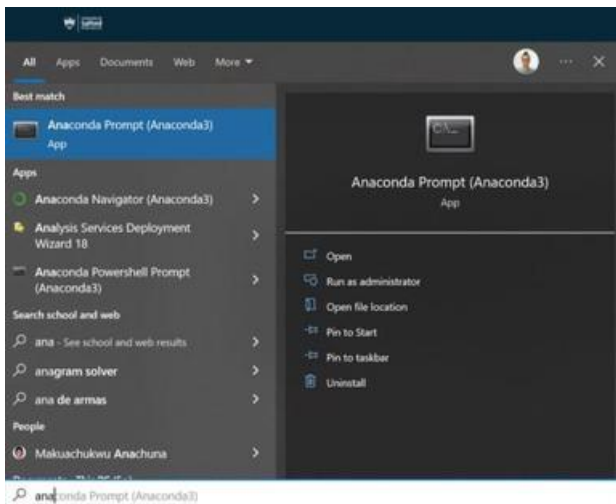 Salford
All Apps Documents Web More
Best match
Anaconda Prompt (Anaconda3)
App
Apps
Anaconda Navigator (Anaconda3)
Analysis Services Deployment
Wizard 18
Anaconda Powershell Prompt
(Anaconda3)
Search school and web
ana - See school and web results
anagram solver
ana de armas
People
Makuachukwu Anachuna
anaconda Prompt (Anaconda3)
C:\_
Anaconda Prompt (Anaconda3)
App
Open
Run as administrator
Open file location
Pin to Start
Pin to taskbar
Uninstall